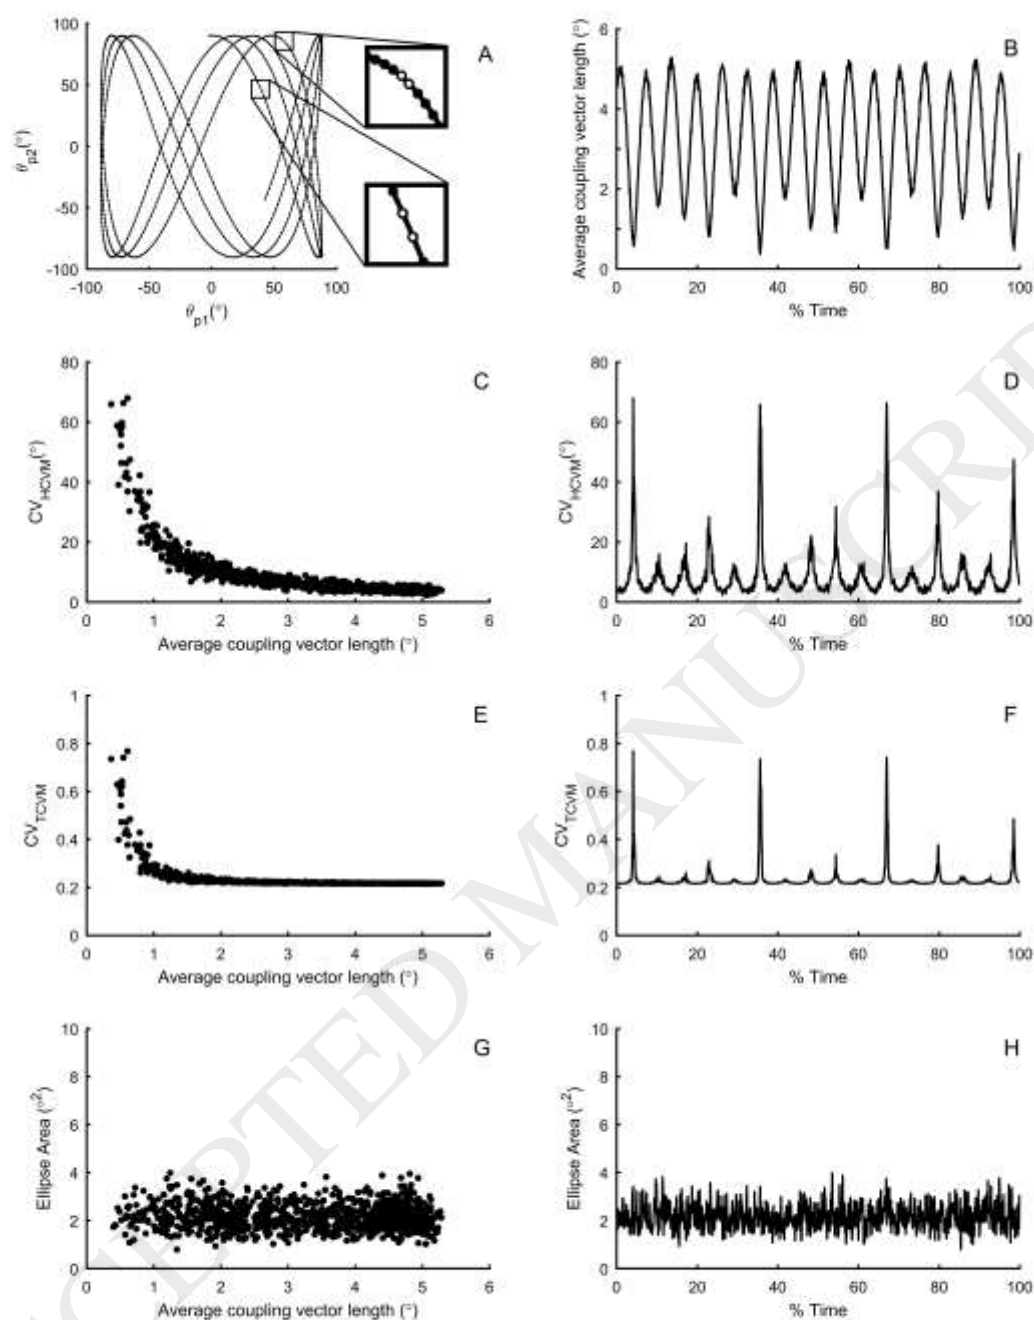 A
100
50
0
-50
-100
θp2(°)
-100 -50 0 50 100
θp1(°)
B
6
4
2
0
Average coupling vector length (°)
0 20 40 60 80 100
% Time
C
80
60
40
20
0
CVHCVM(°)
0 1 2 3 4 5 6
Average coupling vector length (°)
D
80
60
40
20
0
CVHCVM(°)
0 20 40 60 80 100
% Time
E
1
0.8
0.6
0.4
0.2
0
CVTCVM
0 1 2 3 4 5 6
Average coupling vector length (°)
F
1
0.8
0.6
0.4
0.2
0
CVTCVM
0 20 40 60 80 100
% Time
G
10
8
6
4
2
0
Ellipse Area (°²)
0 1 2 3 4 5 6
Average coupling vector length (°)
H
10
8
6
4
2
0
Ellipse Area (°²)
0 20 40 60 80 100
% Time
CEPTED MANUSCRI